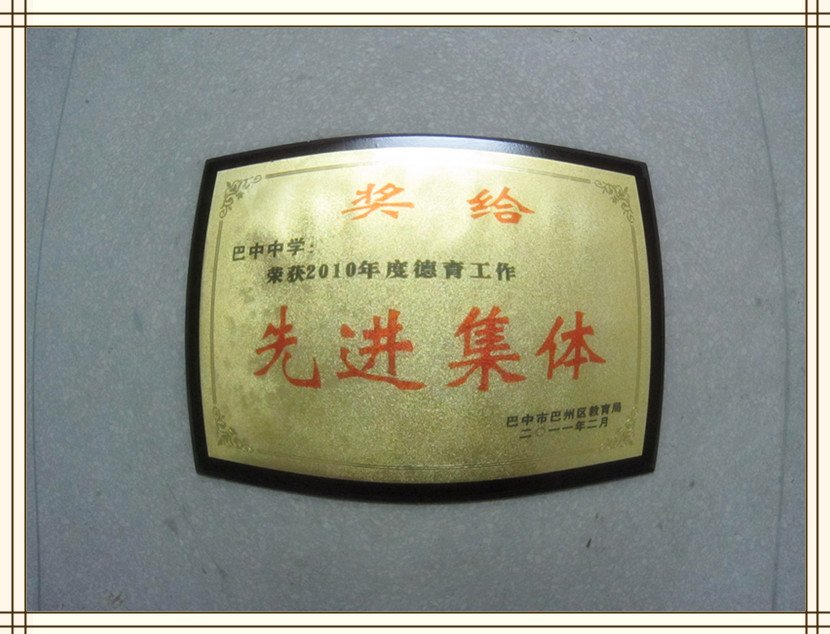 奖给
巴中中学:
荣获2010年度德育工作
先进集体
巴中市巴州区教育局
二〇一一年二月